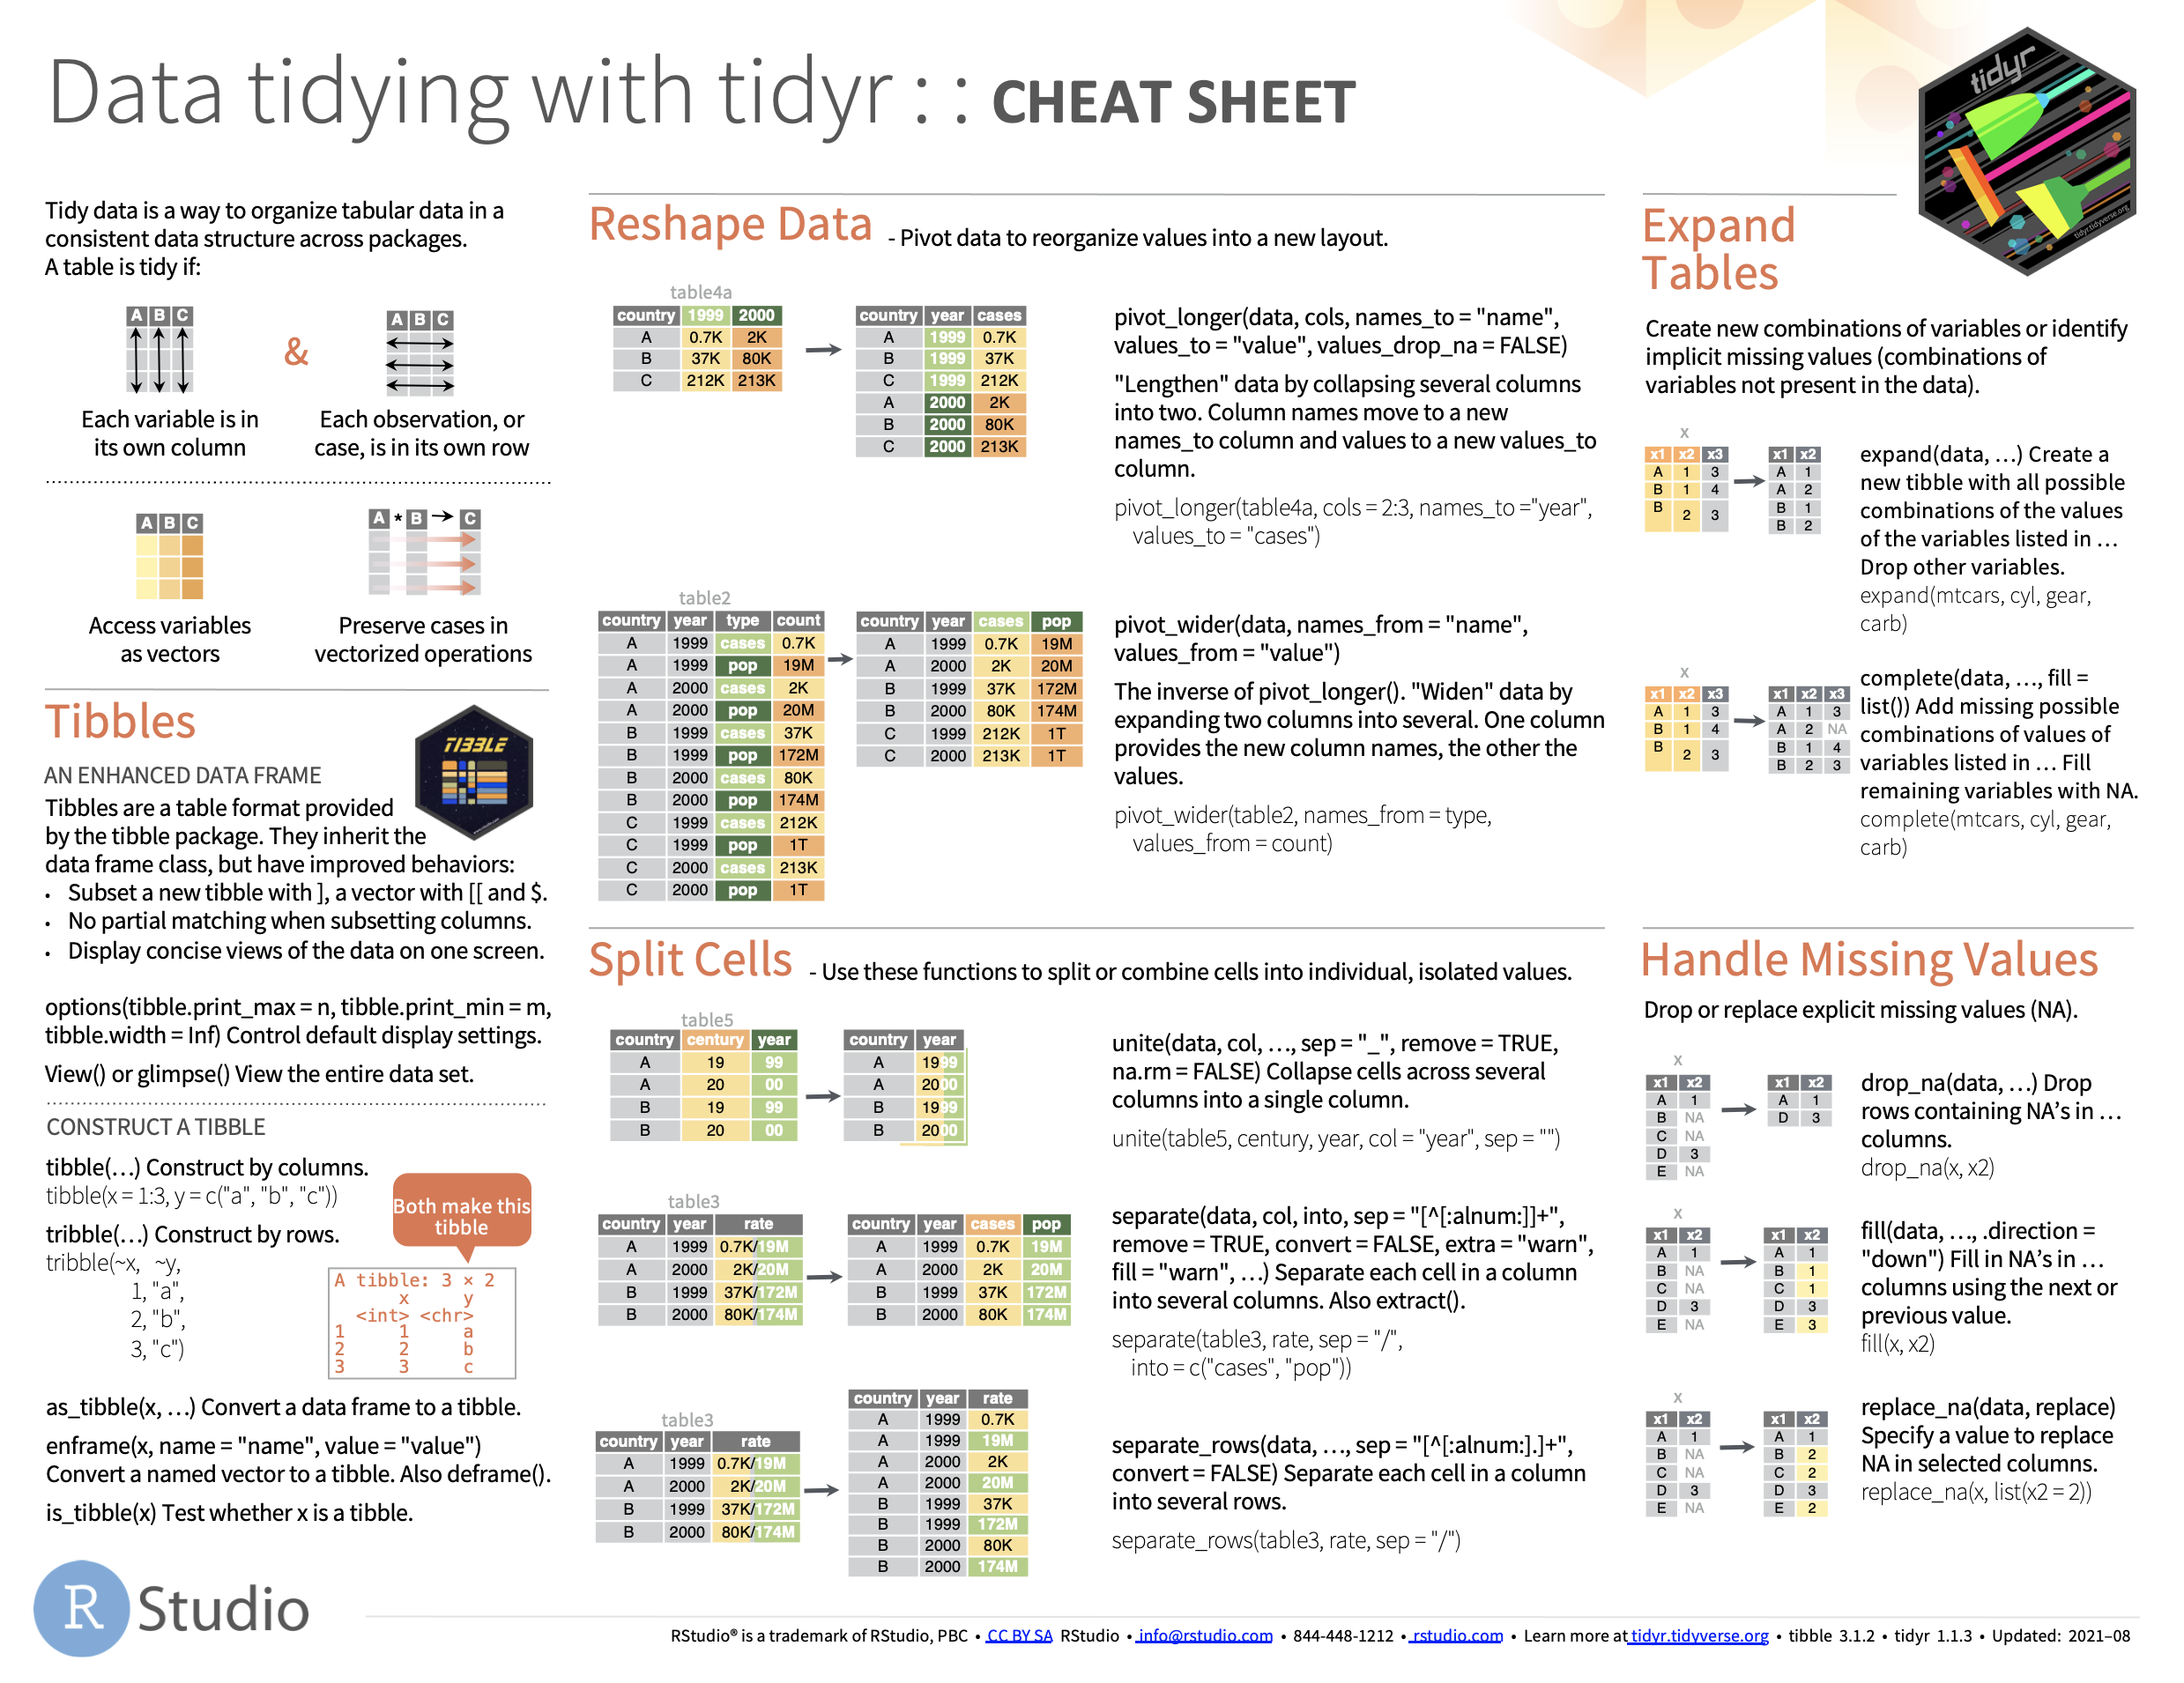 Data tidying with tidyr : : CHEAT SHEET
tidyr
tidyr.tidyverse.org
Tidy data is a way to organize tabular data in a
consistent data structure across packages.
A table is tidy if:
A B C
A B C
&
Each variable is in
its own column
Each observation, or
case, is in its own row
A B C
A * B → C
Access variables
as vectors
Preserve cases in
vectorized operations
Tibbles
TIBBLE
AN ENHANCED DATA FRAME
Tibbles are a table format provided
by the tibble package. They inherit the
data frame class, but have improved behaviors:
• Subset a new tibble with ], a vector with [[ and $.
• No partial matching when subsetting columns.
• Display concise views of the data on one screen.
options(tibble.print_max = n, tibble.print_min = m,
tibble.width = Inf) Control default display settings.
View() or glimpse() View the entire data set.
CONSTRUCT A TIBBLE
tibble(…) Construct by columns.
tibble(x = 1:3, y = c("a", "b", "c"))
tribble(…) Construct by rows.
tribble(~x, ~y,
1, "a",
2, "b",
3, "c")
Both make this
tibble
A tibble: 3 × 2
x y
<int> <chr>
1 1 a
2 2 b
3 3 c
as_tibble(x, …) Convert a data frame to a tibble.
enframe(x, name = "name", value = "value")
Convert a named vector to a tibble. Also deframe().
is_tibble(x) Test whether x is a tibble.
Reshape Data - Pivot data to reorganize values into a new layout.
table4a
country 1999 2000
A 0.7K 2K
B 37K 80K
C 212K 213K
country year cases
A 1999 0.7K
B 1999 37K
C 1999 212K
A 2000 2K
B 2000 80K
C 2000 213K
pivot_longer(data, cols, names_to = "name",
values_to = "value", values_drop_na = FALSE)
"Lengthen" data by collapsing several columns
into two. Column names move to a new
names_to column and values to a new values_to
column.
pivot_longer(table4a, cols = 2:3, names_to ="year",
values_to = "cases")
table2
country year type count
A 1999 cases 0.7K
A 1999 pop 19M
A 2000 cases 2K
A 2000 pop 20M
B 1999 cases 37K
B 1999 pop 172M
B 2000 cases 80K
B 2000 pop 174M
C 1999 cases 212K
C 1999 pop 1T
C 2000 cases 213K
C 2000 pop 1T
country year cases pop
A 1999 0.7K 19M
A 2000 2K 20M
B 1999 37K 172M
B 2000 80K 174M
C 1999 212K 1T
C 2000 213K 1T
pivot_wider(data, names_from = "name",
values_from = "value")
The inverse of pivot_longer(). "Widen" data by
expanding two columns into several. One column
provides the new column names, the other the
values.
pivot_wider(table2, names_from = type,
values_from = count)
Split Cells - Use these functions to split or combine cells into individual, isolated values.
table5
country century year
A 19 99
A 20 00
B 19 99
B 20 00
country year
A 1999
A 2000
B 1999
B 2000
unite(data, col, …, sep = "_", remove = TRUE,
na.rm = FALSE) Collapse cells across several
columns into a single column.
unite(table5, century, year, col = "year", sep = "")
table3
country year rate
A 1999 0.7K/19M
A 2000 2K/20M
B 1999 37K/172M
B 2000 80K/174M
country year cases pop
A 1999 0.7K 19M
A 2000 2K 20M
B 1999 37K 172M
B 2000 80K 174M
separate(data, col, into, sep = "[^[:alnum:]]+",
remove = TRUE, convert = FALSE, extra = "warn",
fill = "warn", …) Separate each cell in a column
into several columns. Also extract().
separate(table3, rate, sep = "/",
into = c("cases", "pop"))
table3
country year rate
A 1999 0.7K/19M
A 2000 2K/20M
B 1999 37K/172M
B 2000 80K/174M
country year rate
A 1999 0.7K
A 1999 19M
A 2000 2K
A 2000 20M
B 1999 37K
B 1999 172M
B 2000 80K
B 2000 174M
separate_rows(data, …, sep = "[^[:alnum:].]+",
convert = FALSE) Separate each cell in a column
into several rows.
separate_rows(table3, rate, sep = "/")
Expand
Tables
Create new combinations of variables or identify
implicit missing values (combinations of
variables not present in the data).
x
x1 x2 x3
A 1 3
B 1 4
B 2 3
x1 x2
A 1
A 2
B 1
B 2
expand(data, …) Create a
new tibble with all possible
combinations of the values
of the variables listed in …
Drop other variables.
expand(mtcars, cyl, gear,
carb)
x
x1 x2 x3
A 1 3
B 1 4
B 2 3
x1 x2 x3
A 1 3
A 2 NA
B 1 4
B 2 3
complete(data, …, fill =
list()) Add missing possible
combinations of values of
variables listed in … Fill
remaining variables with NA.
complete(mtcars, cyl, gear,
carb)
Handle Missing Values
Drop or replace explicit missing values (NA).
x
x1 x2
A 1
B NA
C NA
D 3
E NA
x1 x2
A 1
D 3
drop_na(data, …) Drop
rows containing NA’s in …
columns.
drop_na(x, x2)
x
x1 x2
A 1
B NA
C NA
D 3
E NA
x1 x2
A 1
B 1
C 1
D 3
E 3
fill(data, …, .direction =
"down") Fill in NA’s in …
columns using the next or
previous value.
fill(x, x2)
x
x1 x2
A 1
B NA
C NA
D 3
E NA
x1 x2
A 1
B 2
C 2
D 3
E 2
replace_na(data, replace)
Specify a value to replace
NA in selected columns.
replace_na(x, list(x2 = 2))
R Studio
RStudio® is a trademark of RStudio, PBC • CC BY SA RStudio • info@rstudio.com • 844-448-1212 • rstudio.com • Learn more at tidyr.tidyverse.org • tibble 3.1.2 • tidyr 1.1.3 • Updated: 2021–08